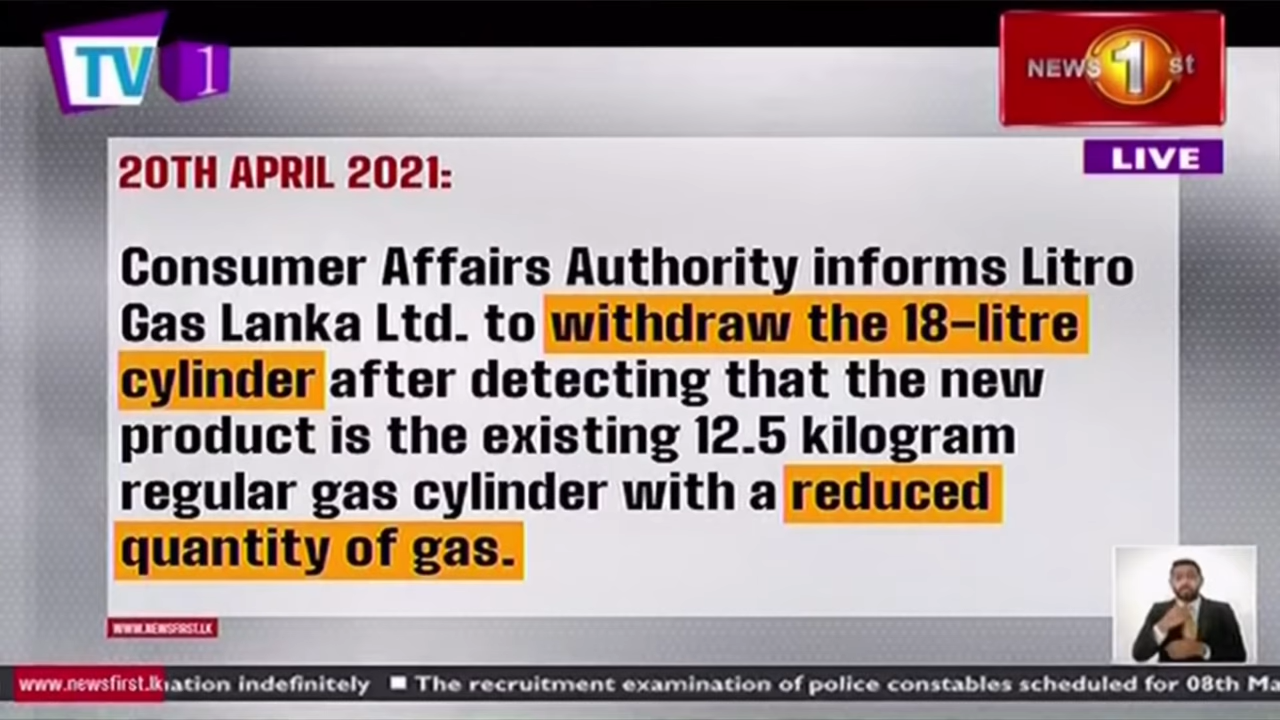 TV 1
NEWS 1st
LIVE
20TH APRIL 2021:
Consumer Affairs Authority informs Litro
Gas Lanka Ltd. to withdraw the 18-litre
cylinder after detecting that the new
product is the existing 12.5 kilogram
regular gas cylinder with a reduced
quantity of gas.
WWW.NEWSFIRST.LK
www.newsfirst.lk indefinitely ■ The recruitment examination of police constables scheduled for 08th